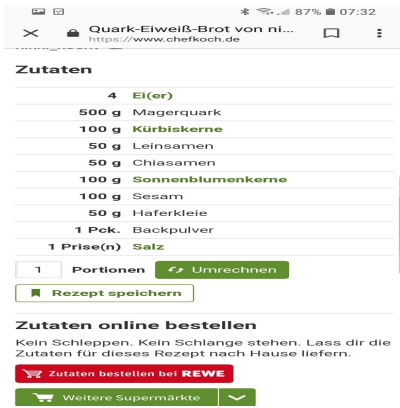 87% 07:32
Quark-Eiweiß-Brot von ni...
https://www.chefkoch.de
Zutaten
4 Ei(er)
500 g Magerquark
100 g Kürbiskerne
50 g Leinsamen
50 g Chiasamen
100 g Sonnenblumenkerne
100 g Sesam
50 g Haferkleie
1 Pck. Backpulver
1 Prise(n) Salz
1 Portionen Umrechnen
Rezept speichern
Zutaten online bestellen
Kein Schleppen. Kein Schlange stehen. Lass dir die
Zutaten für dieses Rezept nach Hause liefern.
Zutaten bestellen bei REWE
Weitere Supermärkte